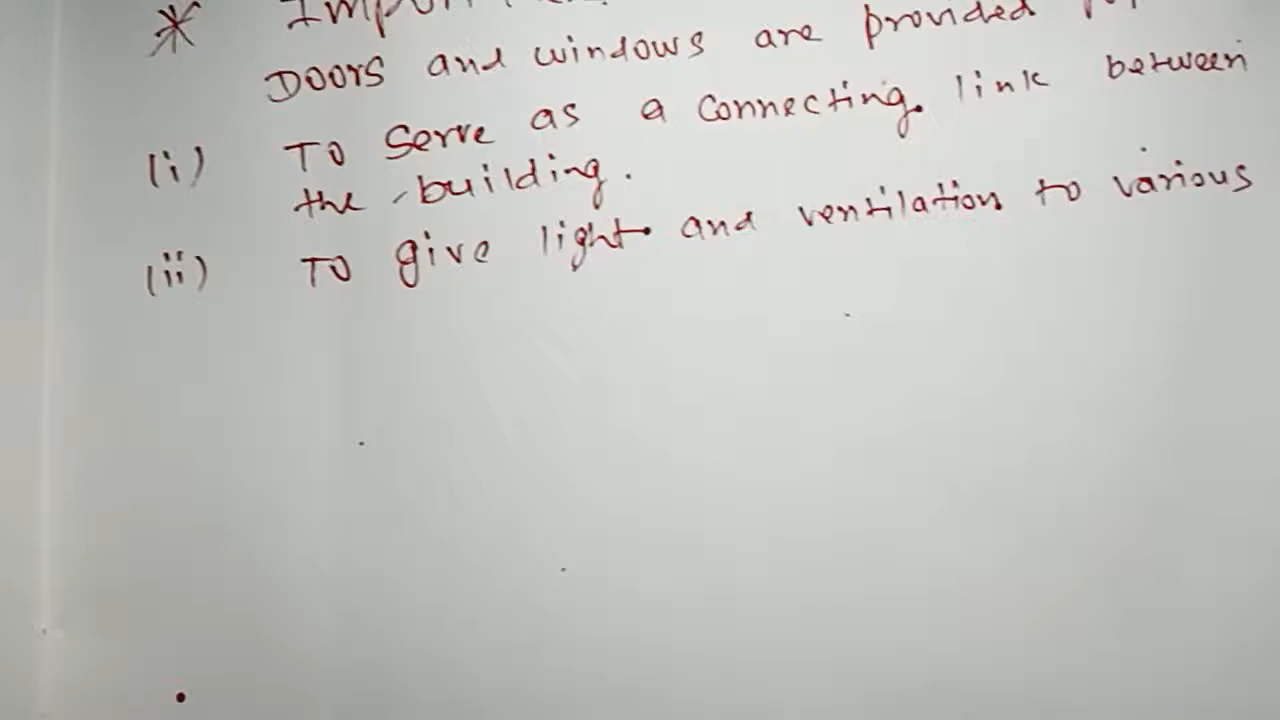 *
Doors and windows are provided
(i) To Serve as a Connecting link between
the building.
(ii) To give light and ventilation to various